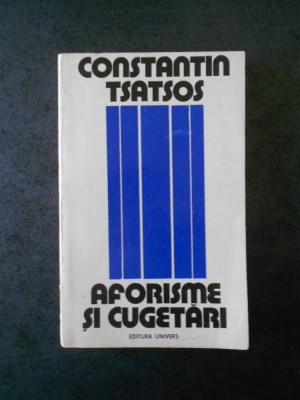 CONSTANTIN
TSATSOS
AFORISME
ȘI CUGETĂRI
EDITURA UNIVERS